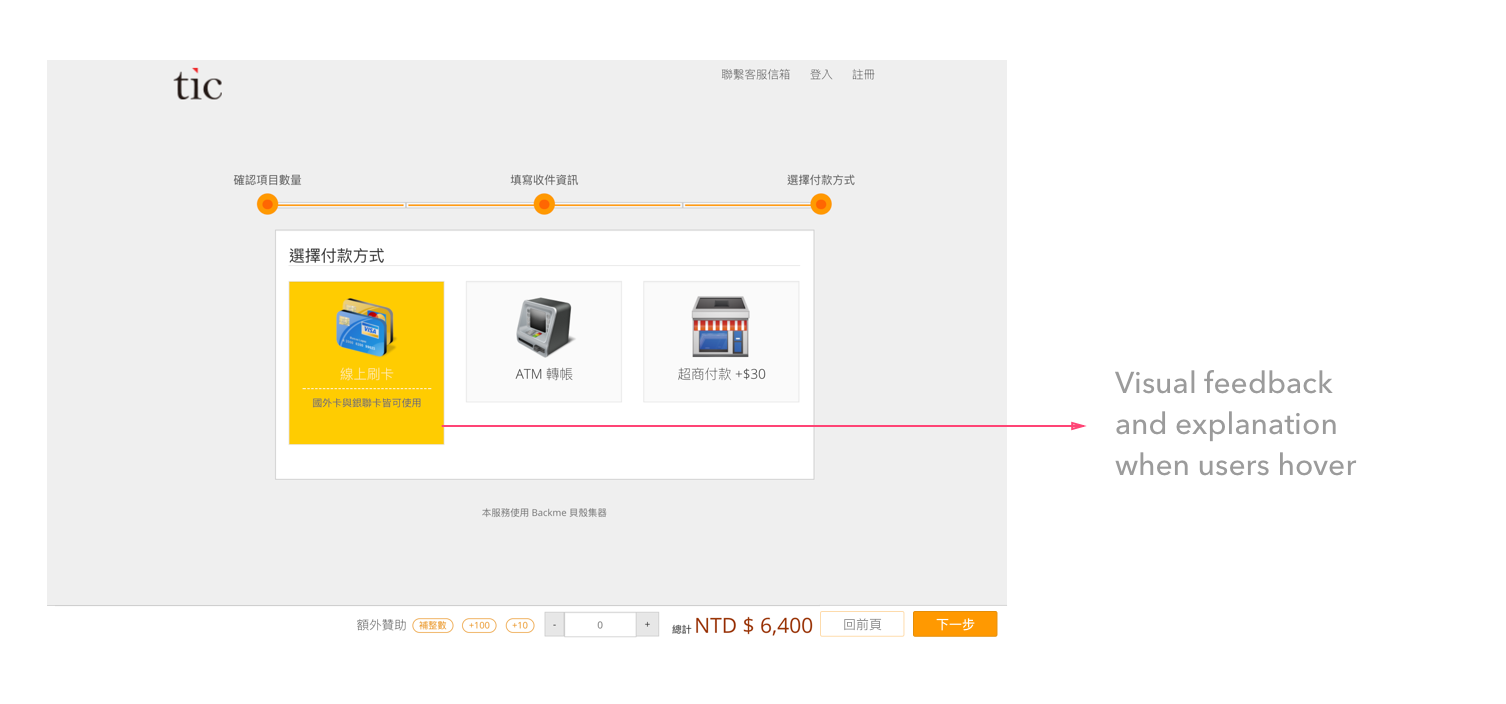 tic
聯繫客服信箱 登入 註冊
確認項目數量 填寫收件資訊 選擇付款方式
選擇付款方式
VISA
線上刷卡 ATM 轉帳 超商付款 +$30
國外卡與銀聯卡皆可使用
Visual feedback
and explanation
when users hover
本服務使用 Backme 貝殼集器
額外贊助 補整數 +100 +10 - 0 + 總計 NTD $ 6,400 回前頁 下一步